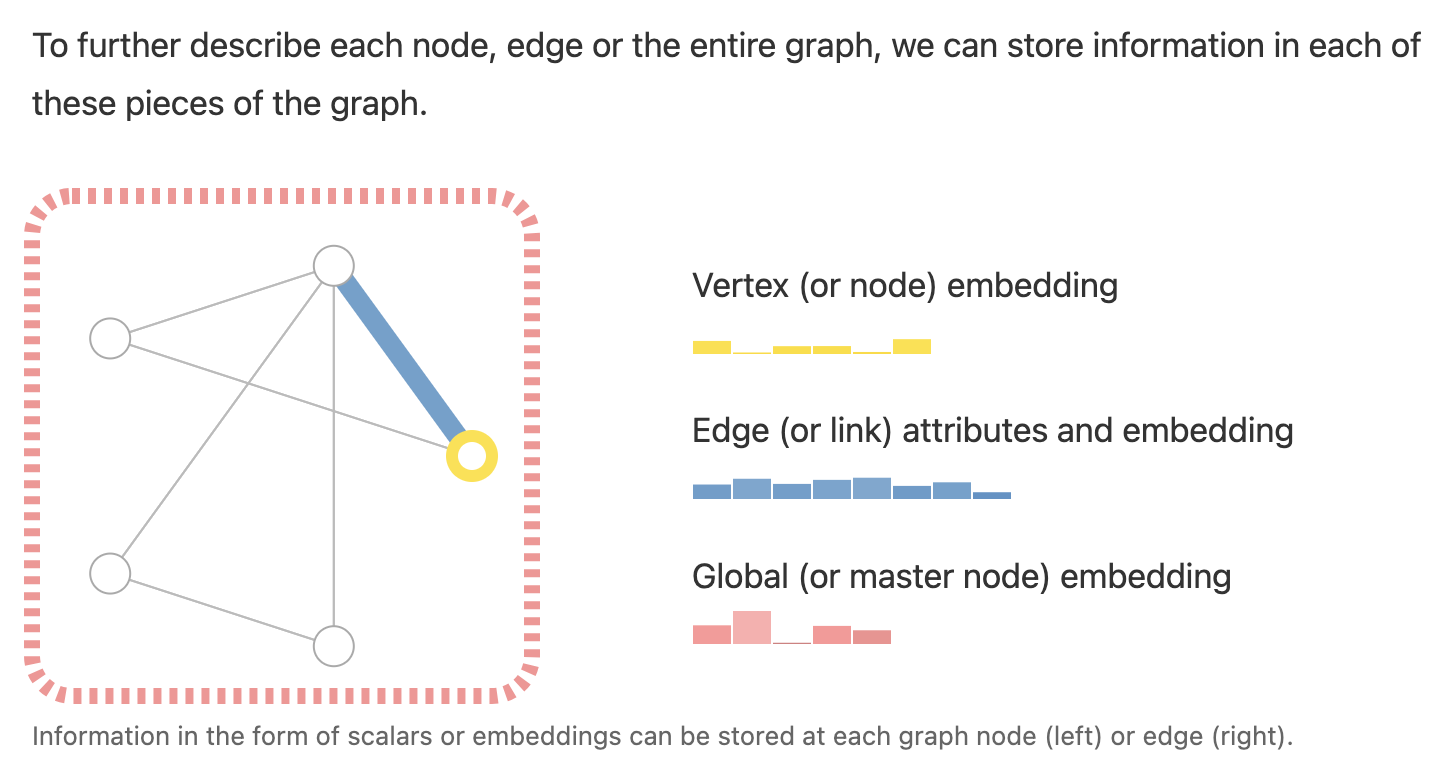 To further describe each node, edge or the entire graph, we can store information in each of
these pieces of the graph.
Vertex (or node) embedding
Edge (or link) attributes and embedding
Global (or master node) embedding
Information in the form of scalars or embeddings can be stored at each graph node (left) or edge (right).